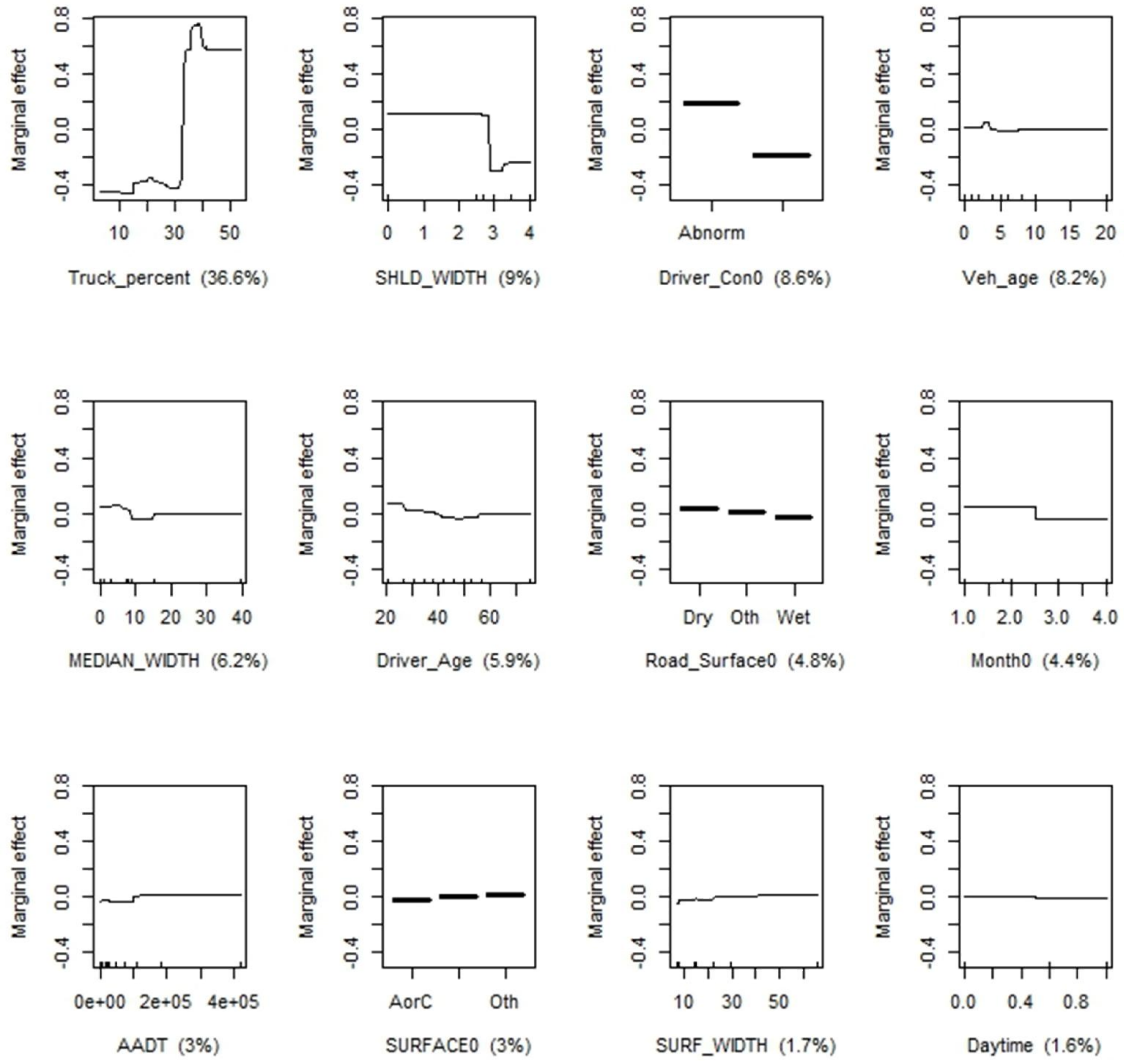 Marginal effect
-0.4 0.0 0.4 0.8
10 30 50
Truck_percent (36.6%)
Marginal effect
-0.4 0.0 0.4 0.8
0 1 2 3 4
SHLD_WIDTH (9%)
Marginal effect
-0.4 0.0 0.4 0.8
Abnorm
Driver_Con0 (8.6%)
Marginal effect
-0.4 0.0 0.4 0.8
0 5 10 15 20
Veh_age (8.2%)
Marginal effect
-0.4 0.0 0.4 0.8
0 10 20 30 40
MEDIAN_WIDTH (6.2%)
Marginal effect
-0.4 0.0 0.4 0.8
20 40 60
Driver_Age (5.9%)
Marginal effect
-0.4 0.0 0.4 0.8
Dry Oth Wet
Road_Surface0 (4.8%)
Marginal effect
-0.4 0.0 0.4 0.8
1.0 2.0 3.0 4.0
Month0 (4.4%)
Marginal effect
-0.4 0.0 0.4 0.8
0e+00 2e+05 4e+05
AADT (3%)
Marginal effect
-0.4 0.0 0.4 0.8
AorC Oth
SURFACE0 (3%)
Marginal effect
-0.4 0.0 0.4 0.8
10 30 50
SURF_WIDTH (1.7%)
Marginal effect
-0.4 0.0 0.4 0.8
0.0 0.4 0.8
Daytime (1.6%)